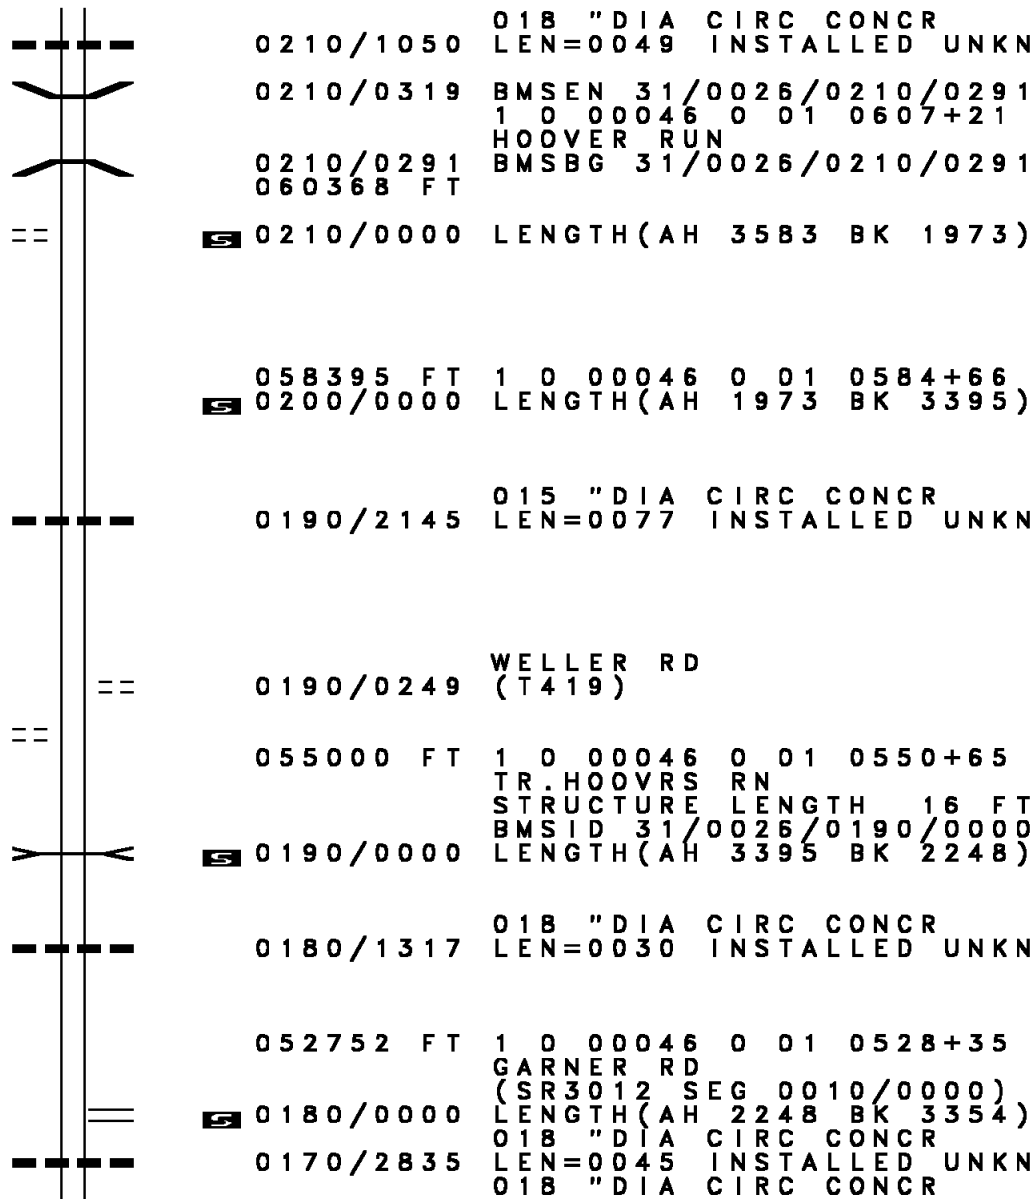 018 "DIA CIRC CONCR
0210/1050 LEN=0049 INSTALLED UNKN
0210/0319 BMSEN 31/0026/0210/0291
1 0 00046 0 01 0607+21
HOOVER RUN
0210/0291 BMSBG 31/0026/0210/0291
060368 FT
S 0210/0000 LENGTH(AH 3583 BK 1973)
058395 FT 1 0 00046 0 01 0584+66
S 0200/0000 LENGTH(AH 1973 BK 3395)
015 "DIA CIRC CONCR
0190/2145 LEN=0077 INSTALLED UNKN
WELLER RD
0190/0249 (T419)
055000 FT 1 0 00046 0 01 0550+65
TR.HOOVRS RN
STRUCTURE LENGTH 16 FT
BMSID 31/0026/0190/0000
S 0190/0000 LENGTH(AH 3395 BK 2248)
018 "DIA CIRC CONCR
0180/1317 LEN=0030 INSTALLED UNKN
052752 FT 1 0 00046 0 01 0528+35
GARNER RD
(SR3012 SEG 0010/0000)
S 0180/0000 LENGTH(AH 2248 BK 3354)
018 "DIA CIRC CONCR
0170/2835 LEN=0045 INSTALLED UNKN
018 "DIA CIRC CONCR